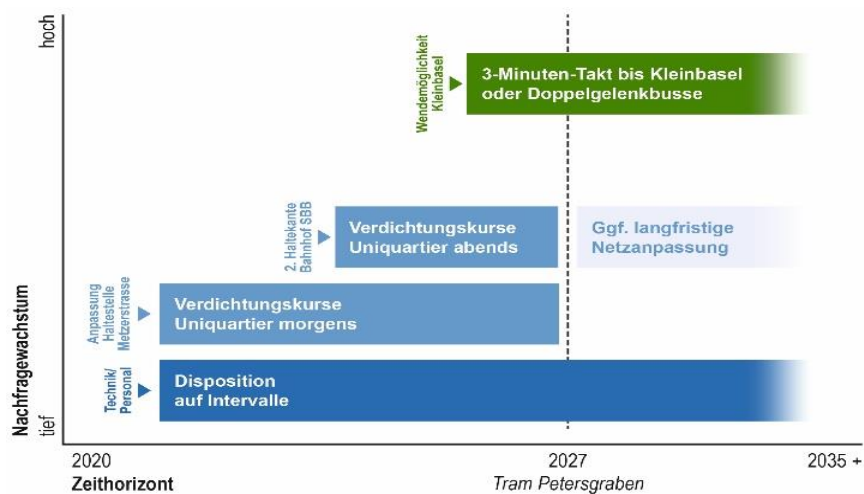 hoch
Wendemöglichkeit
Kleinbasel
3-Minuten-Takt bis Kleinbasel
oder Doppelgelenkbusse
2. Haltekante
Bahnhof SBB
Verdichtungskurse
Uniquartier abends
Ggf. langfristige
Netzanpassung
Anpassung
Haltestelle
Metzerstrasse
Verdichtungskurse
Uniquartier morgens
Technik/
Personal
Disposition
auf Intervalle
Nachfragewachstum
tief
2020
2027
2035 +
Zeithorizont
Tram Petersgraben